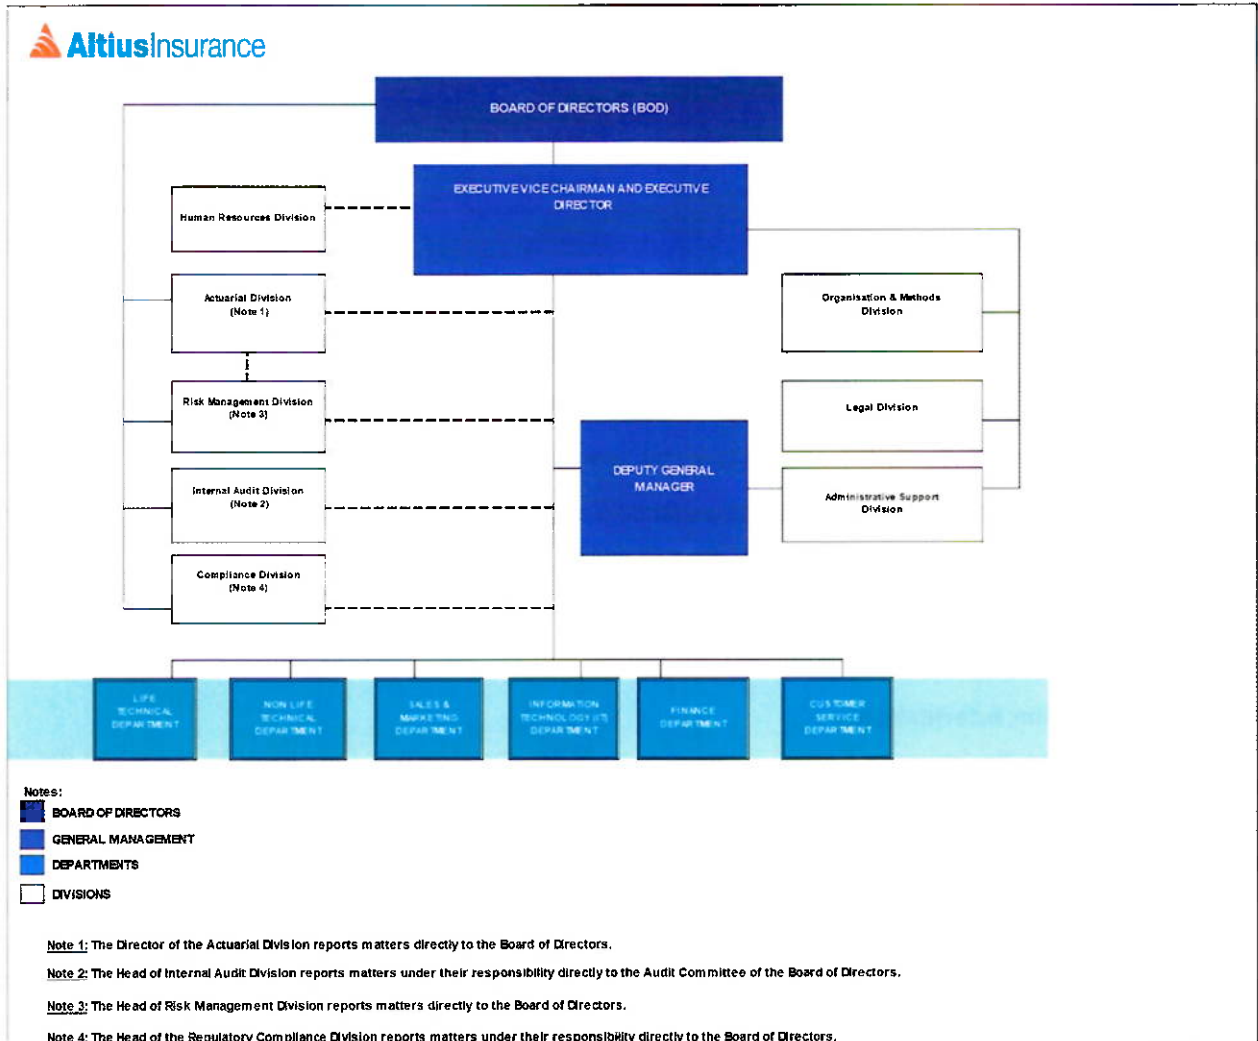 AltiusInsurance
BOARD OF DIRECTORS (BOD)
EXECUTIVE VICE CHAIRMAN AND EXECUTIVE
DIRECTOR
Human Resources Division
Actuarial Division
(Note 1)
Organisation & Methods
Division
Risk Management Division
(Note 3)
Legal Division
DEPUTY GENERAL
MANAGER
Internal Audit Division
(Note 2)
Administrative Support
Division
Compliance Division
(Note 4)
LIFE
TECHNICAL
DEPARTMENT
NON LIFE
TECHNICAL
DEPARTMENT
SALES &
MARKETING
DEPARTMENT
INFORMATION
TECHNOLOGY (IT)
DEPARTMENT
FINANCE
DEPARTMENT
CUSTOMER
SERVICE
DEPARTMENT
Notes:
BOARD OF DIRECTORS
GENERAL MANAGEMENT
DEPARTMENTS
DIVISIONS
Note 1: The Director of the Actuarial Division reports matters directly to the Board of Directors.
Note 2: The Head of Internal Audit Division reports matters under their responsibility directly to the Audit Committee of the Board of Directors.
Note 3: The Head of Risk Management Division reports matters directly to the Board of Directors.
Note 4: The Head of the Regulatory Compliance Division reports matters under their responsibility directly to the Board of Directors.